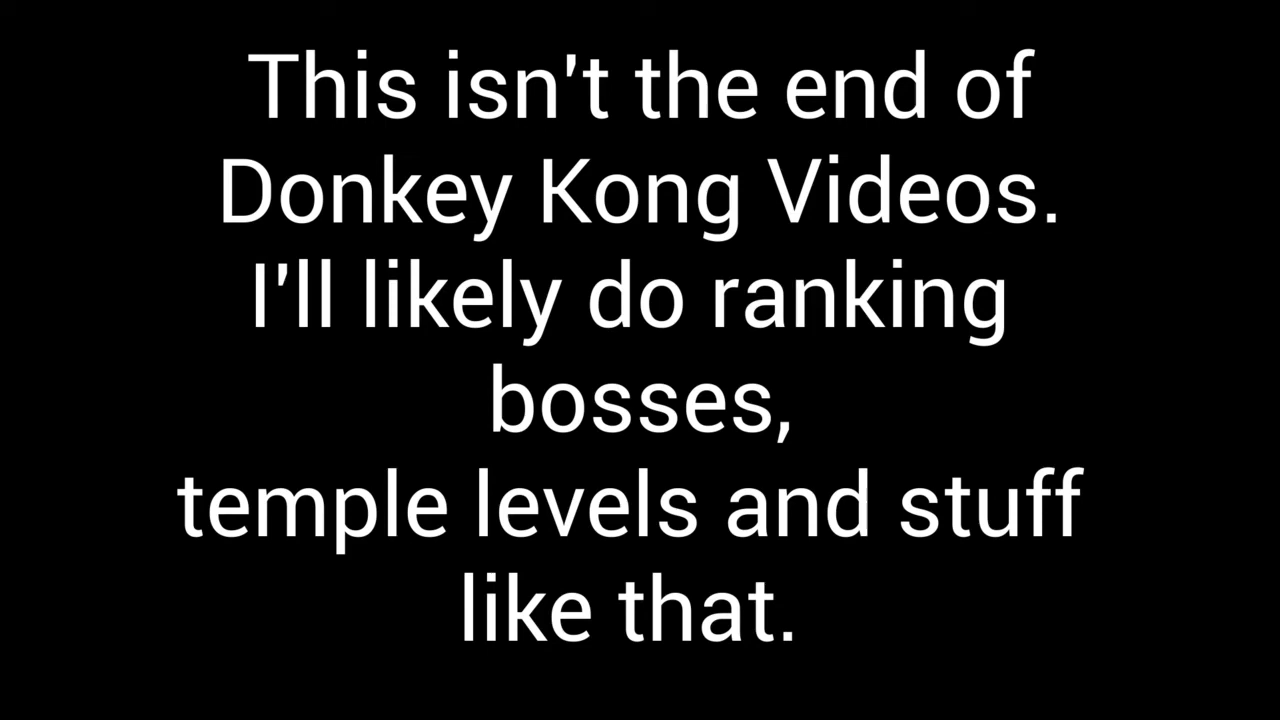 This isn't the end of
Donkey Kong Videos.
I'll likely do ranking
bosses,
temple levels and stuff
like that.